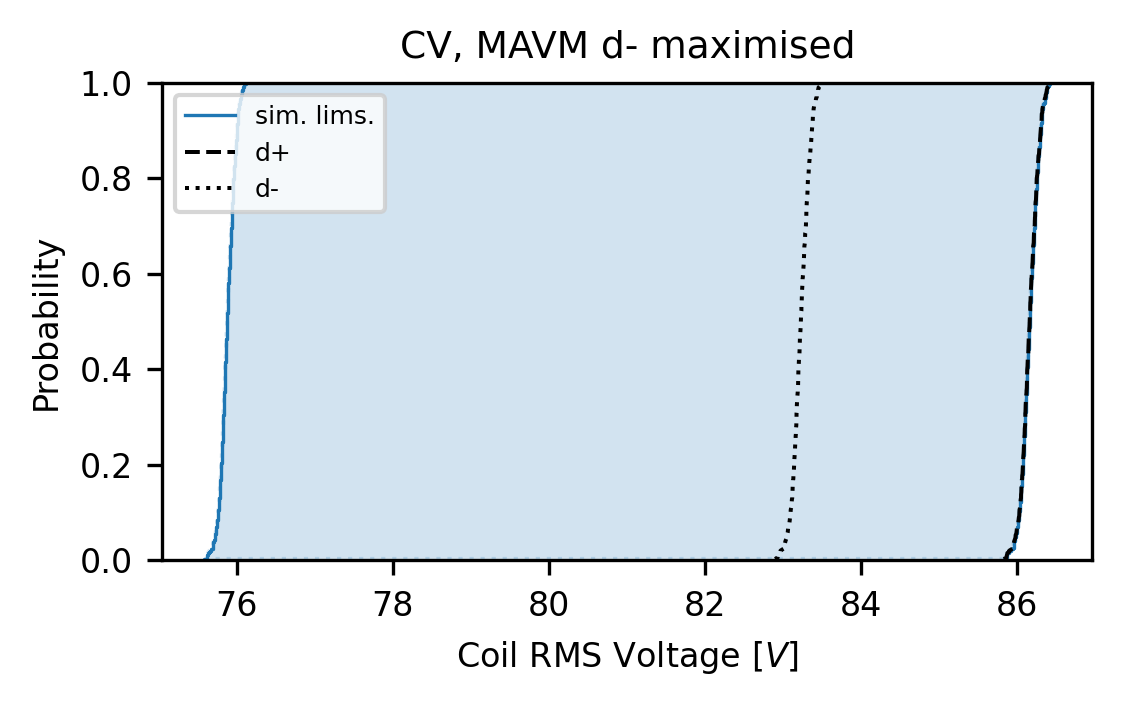 CV, MAVM d- maximised
1.0
0.8
0.6
0.4
0.2
0.0
Probability
sim. lims.
d+
d-
76 78 80 82 84 86
Coil RMS Voltage [V]